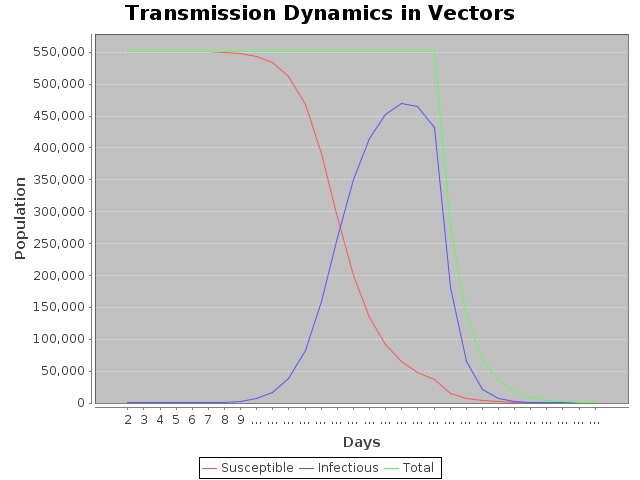 Transmission Dynamics in Vectors
550,000
500,000
450,000
400,000
350,000
300,000
250,000
200,000
150,000
100,000
50,000
0
Population
2 3 4 5 6 7 8 9 ... ... ... ... ... ... ... ... ... ... ... ... ... ... ... ... ... ... ... ... ... ...
Days
Susceptible Infectious Total